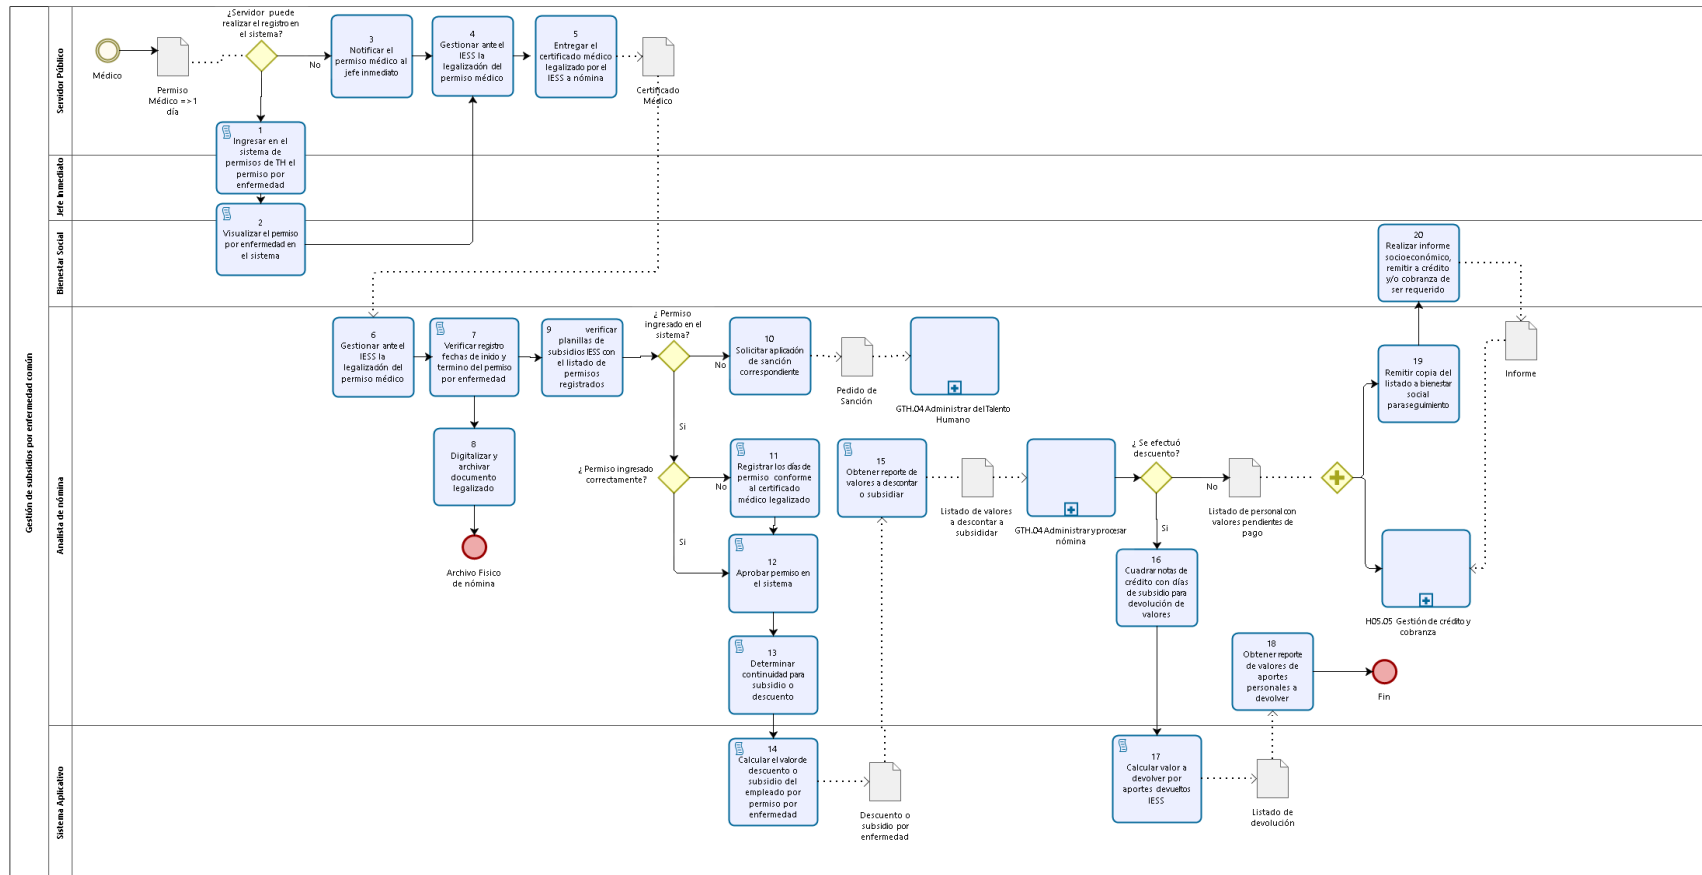 Gestión de subsidios por enfermedad común
Servidor Público
Jefe Inmediato
Bienestar Social
Analista de nómina
Sistema Aplicativo
Médico
Permiso
Médico =>1
día
¿Servidor puede
realizar el registro en
el sistema?
No
3
Notificar el
permiso médico al
jefe inmediato
4
Gestionar ante el
IESS la
legalización del
permiso médico
5
Entregar el
certificado médico
legalizado por el
IESS a nómina
Certificado
Médico
1
Ingresar en el
sistema de
permisos de TH el
permiso por
enfermedad
2
Visualizar el permiso
por enfermedad en
el sistema
6
Gestionar ante el
IESS la
legalización del
permiso médico
7
Verificar registro
fechas de inicio y
termino del permiso
por enfermedad
9 verificar
planillas de
subsidios IESS con
el listado de
permisos
registrados
¿ Permiso
ingresado en el
sistema?
No
Si
10
Solicitar aplicación
de sanción
correspondiente
Pedido de
Sanción
GTH.04 Administrar del Talento
Humano
8
Digitalizar y
archivar
documento
legalizado
Archivo Fisico
de nómina
¿ Permiso ingresado
correctamente?
No
Si
11
Registrar los días de
permiso conforme
al certificado
médico legalizado
12
Aprobar permiso en
el sistema
13
Determinar
continuidad para
subsidio o
descuento
14
Calcular el valor de
descuento o
subsidio del
empleado por
permiso por
enfermedad
Descuento o
subsidio por
enfermedad
15
Obtener reporte de
valores a descontar
o subsidiar
Listado de valores
a descontar a
subsididar
GTH.04 Administrar y procesar
nómina
¿ Se efectuó
descuento?
No
Si
Listado de personal con
valores pendientes de
pago
16
Cuadrar notas de
crédito con días
de subsidio para
devolución de
valores
17
Calcular valor a
devolver por
aportes devueltos
IESS
Listado de
devolución
18
Obtener reporte
de valores de
aportes
personales a
devolver
Fin
19
Remitir copia del
listado a bienestar
social
para seguimiento
20
Realizar informe
socioeconómico,
remitir a crédito
y/o cobranza de
ser requerido
Informe
H05.05 Gestión de crédito y
cobranza